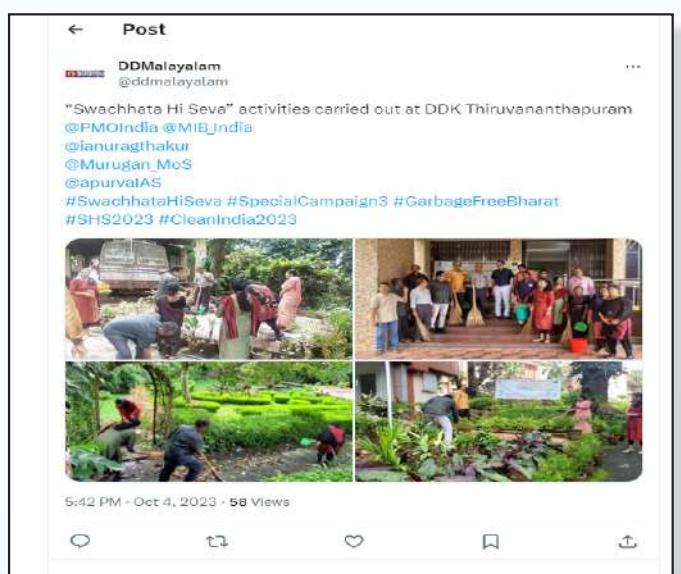 Post
DDMalayalam
@ddmalayalam
"Swachhata Hi Seva" activities carried out at DDK Thiruvananthapuram
@PMOIndia @MIB_India
@ianuragthakur
@Murugan_MoS
@apurvaIAS
#SwachhataHiSeva #SpecialCampaign3 #GarbageFreeBharat
#SHS2023 #CleanIndia2023
5:42 PM · Oct 4, 2023 · 58 Views